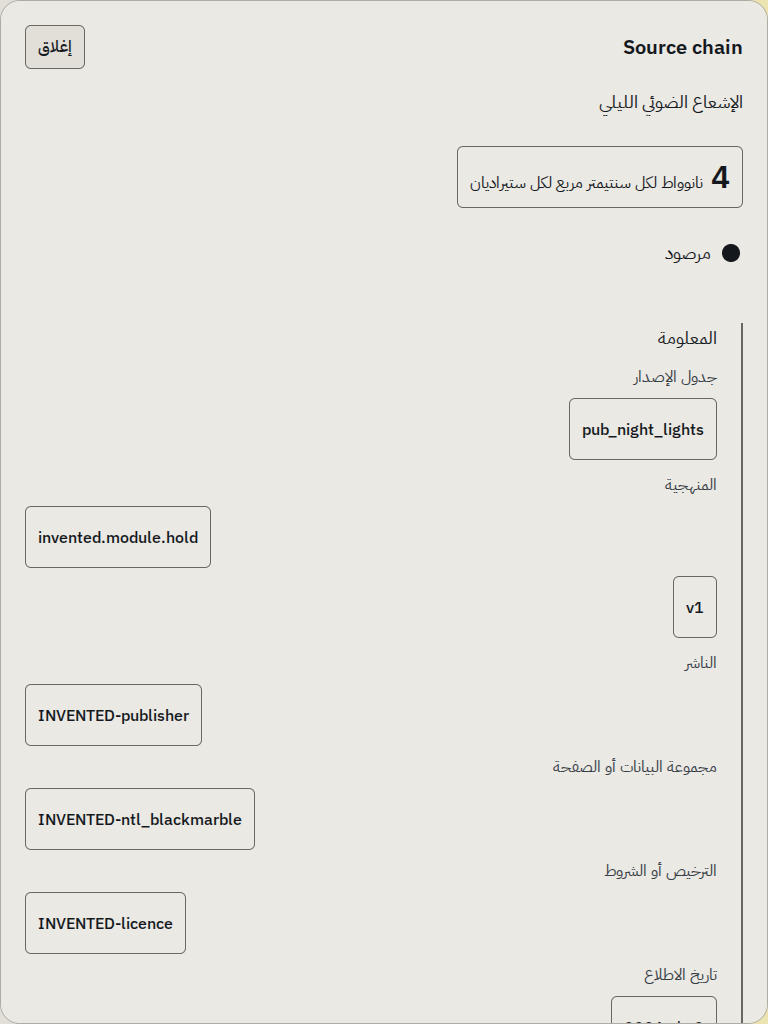 Source chain
إغلاق
الإشعاع الضوئي الليلي
4 نانوواط لكل سنتيمتر مربع لكل ستيراديان
مرصود
المعلومة
جدول الإصدار
pub_night_lights
المنهجية
invented.module.hold
v1
الناشر
INVENTED-publisher
مجموعة البيانات أو الصفحة
INVENTED-ntl_blackmarble
الترخيص أو الشروط
INVENTED-licence
تاريخ الاطلاع